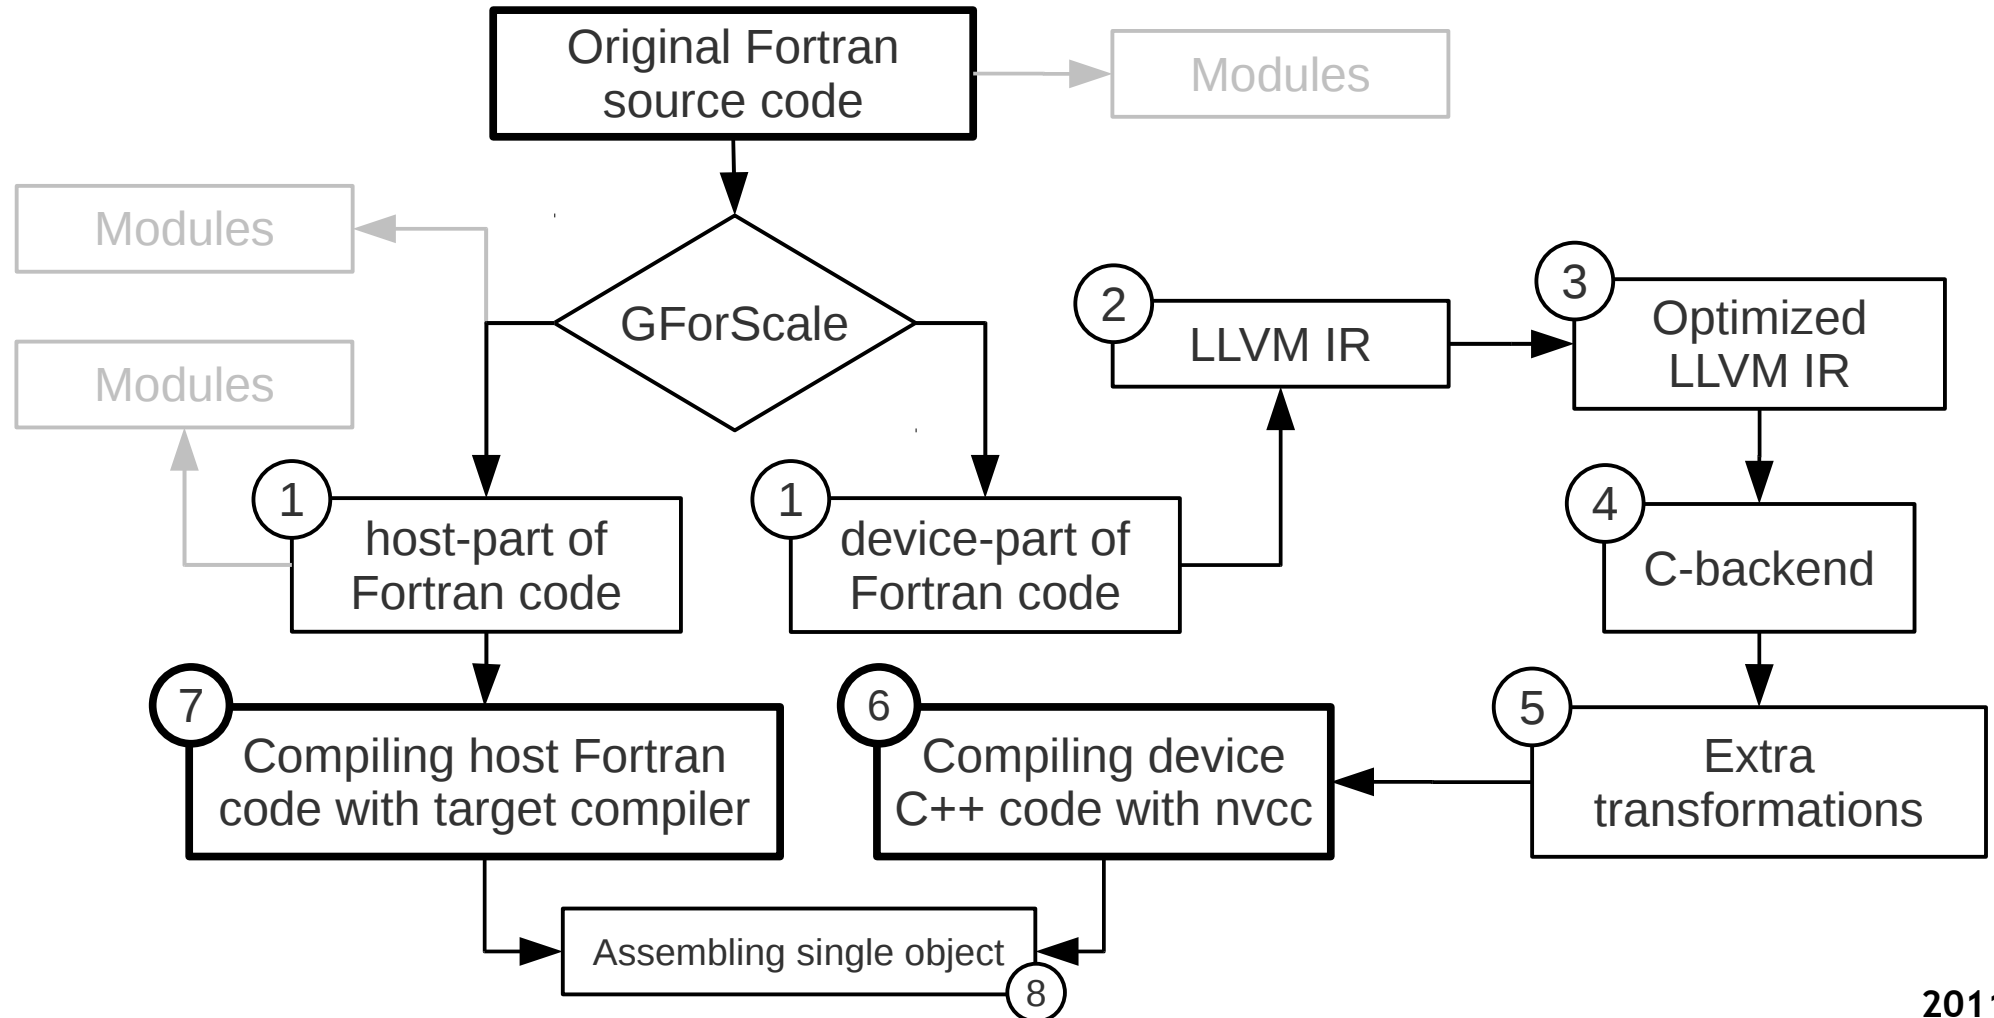 Original Fortran
source code
Modules
Modules
GForScale
Modules
2
LLVM IR
3
Optimized
LLVM IR
1
host-part of
Fortran code
1
device-part of
Fortran code
4
C-backend
7
Compiling host Fortran
code with target compiler
6
Compiling device
C++ code with nvcc
5
Extra
transformations
Assembling single object
8
2011